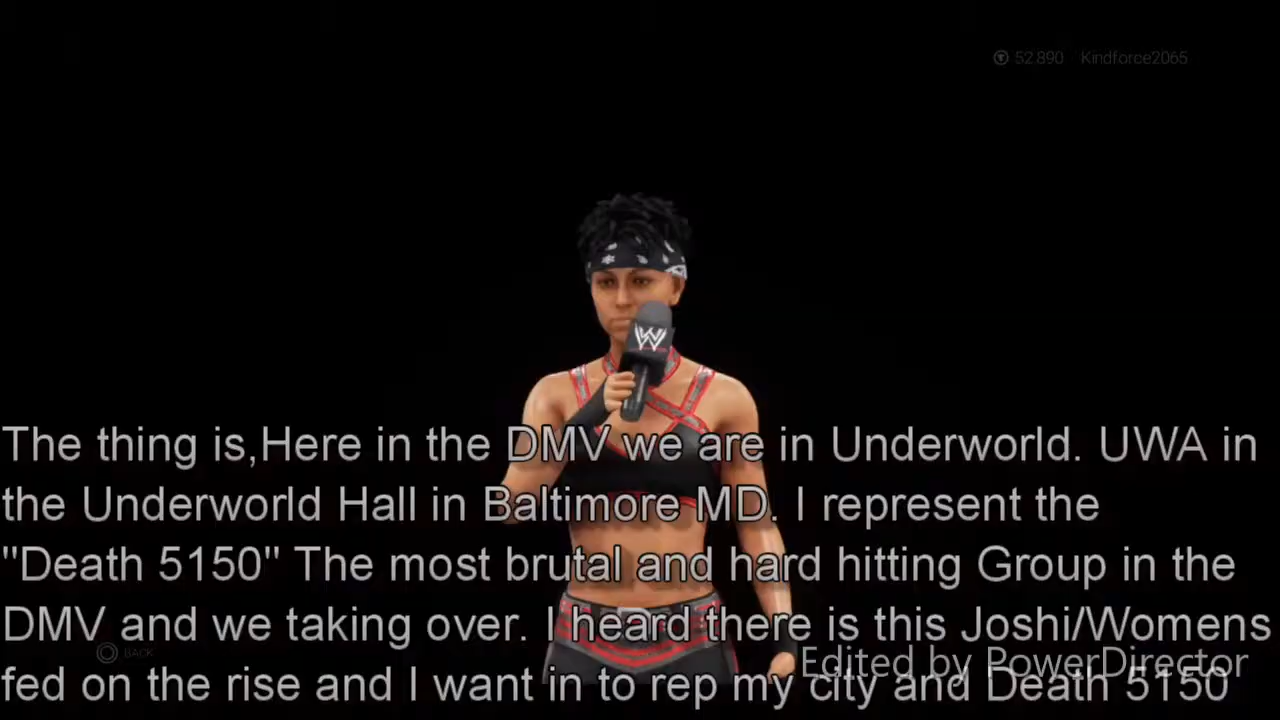 52,890 Kindforce2065
The thing is,Here in the DMV we are in Underworld. UWA in
the Underworld Hall in Baltimore MD. I represent the
"Death 5150" The most brutal and hard hitting Group in the
DMV and we taking over. I heard there is this Joshi/Womens
BACK
Edited by PowerDirector
fed on the rise and I want in to rep my city and Death 5150